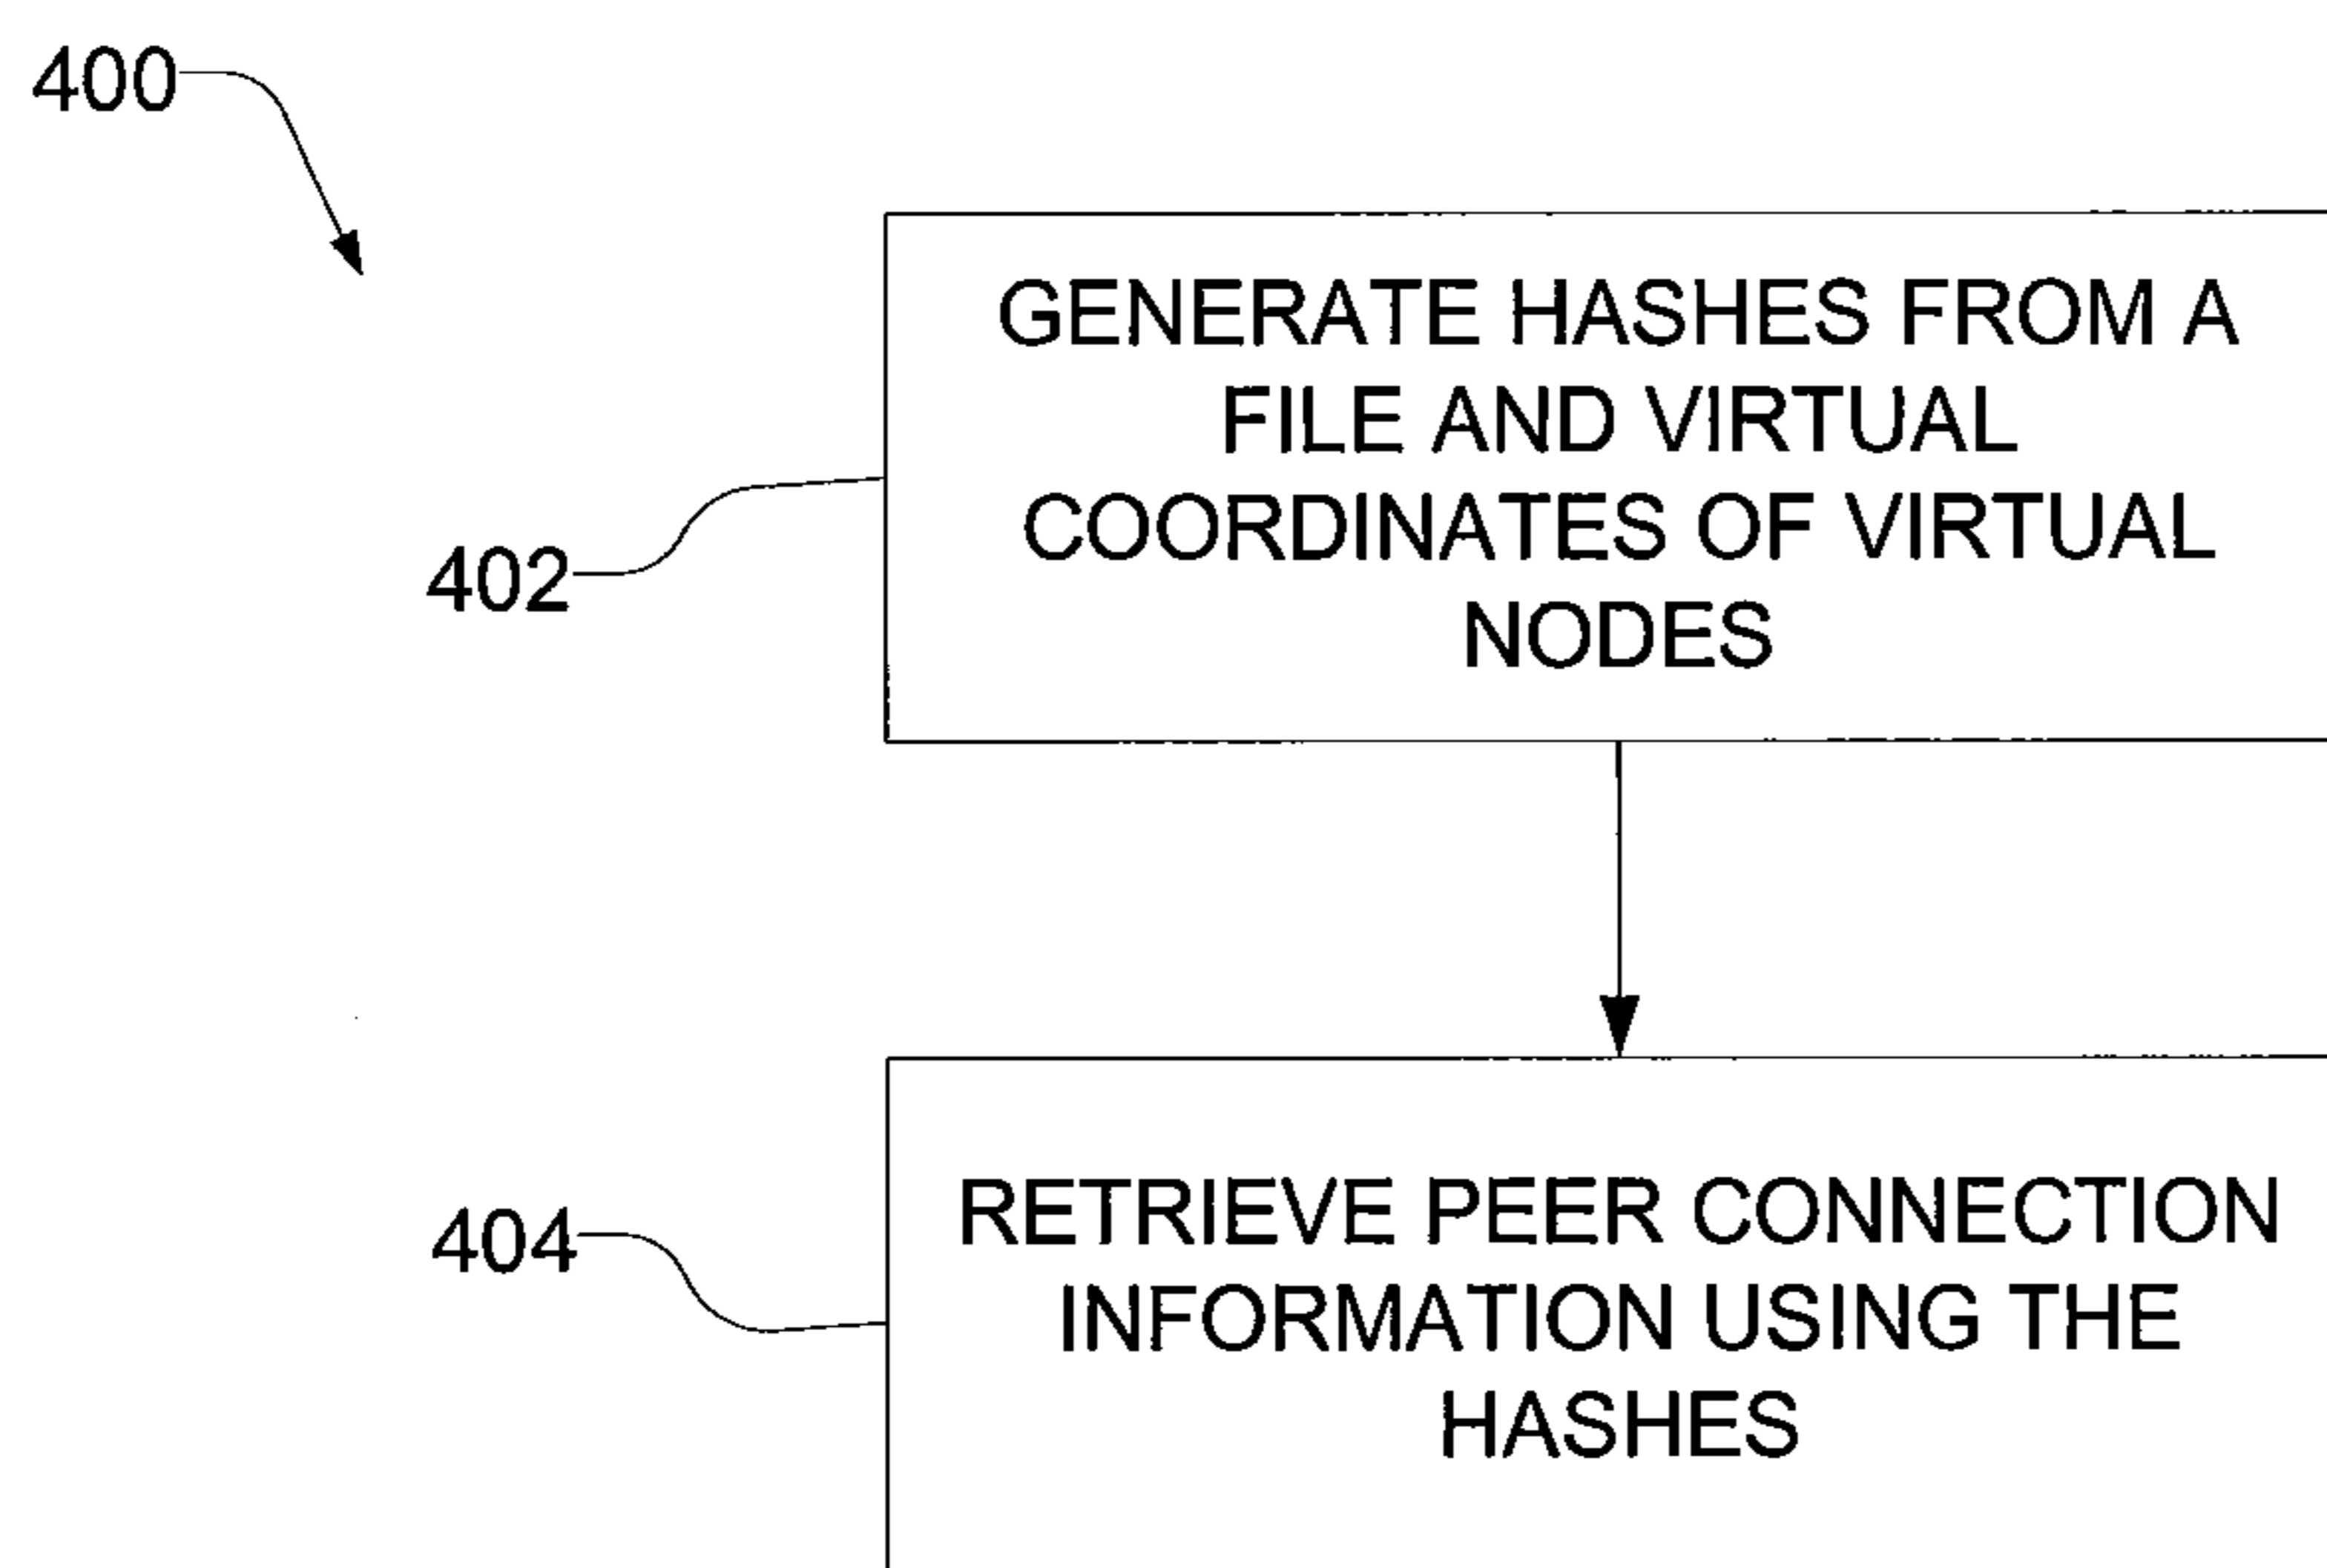 400
GENERATE HASHES FROM A
FILE AND VIRTUAL
COORDINATES OF VIRTUAL
NODES
402
RETRIEVE PEER CONNECTION
INFORMATION USING THE
HASHES
404